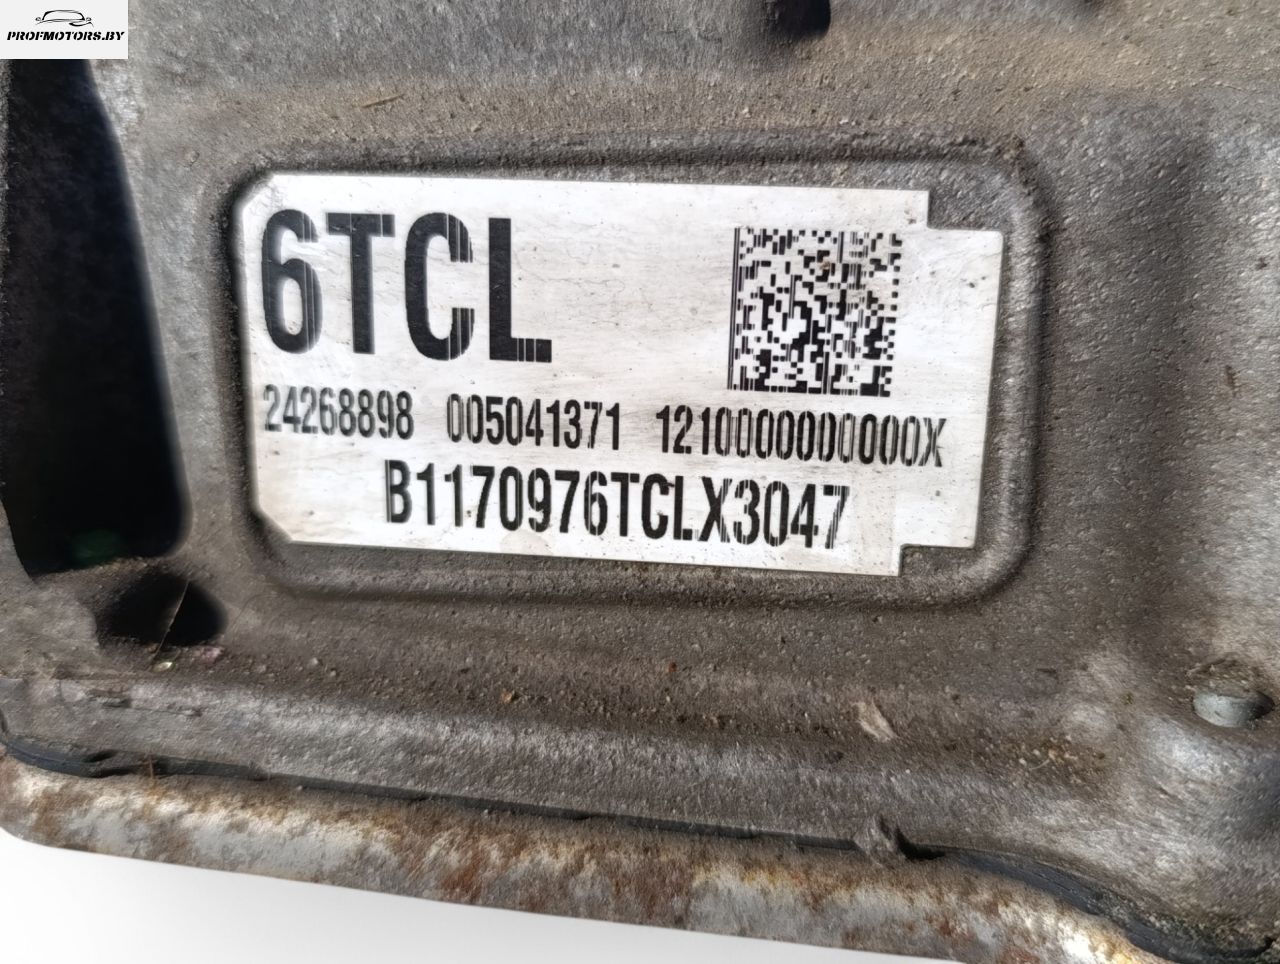 PROFMOTORS.BY
6TCL
24268898 005041371 1210000000000X
B1170976TCLX3047